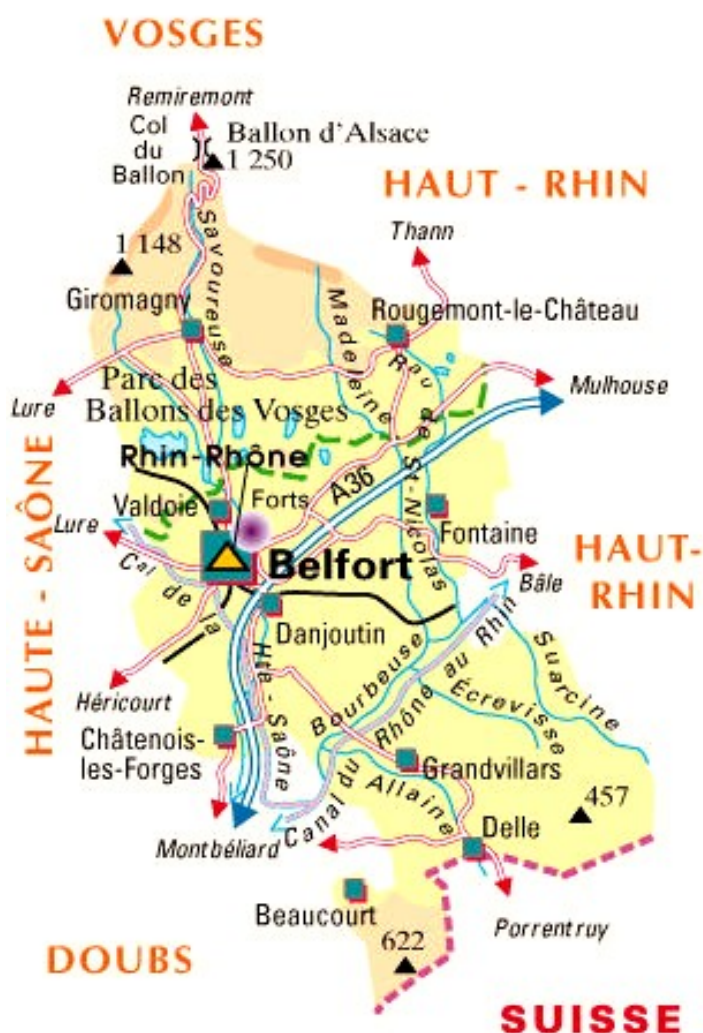 VOSGES
Remiremont
Col
du
Ballon
Ballon d'Alsace
1 250
HAUT - RHIN
Thann
1 148
Savoureuse
Madeleine
Giromagny
Rougemont-le-Château
Rau de St-Nicolas
Parc des
Ballons des Vosges
Mulhouse
Lure
Rhin-Rhône
A36
HAUTE - SAÔNE
Valdoie
Forts
Fontaine
Lure
HAUT-
RHIN
Belfort
Bâle
Cal de la Hte - Saône
Danjoutin
Bourbeuse
Suarcine
Écrevisse
Héricourt
Canal du Rhône au Rhin
Châtenois-
les-Forges
Grandvillars
Allaine
457
Montbéliard
Delle
Beaucourt
Porrentruy
622
DOUBS
SUISSE